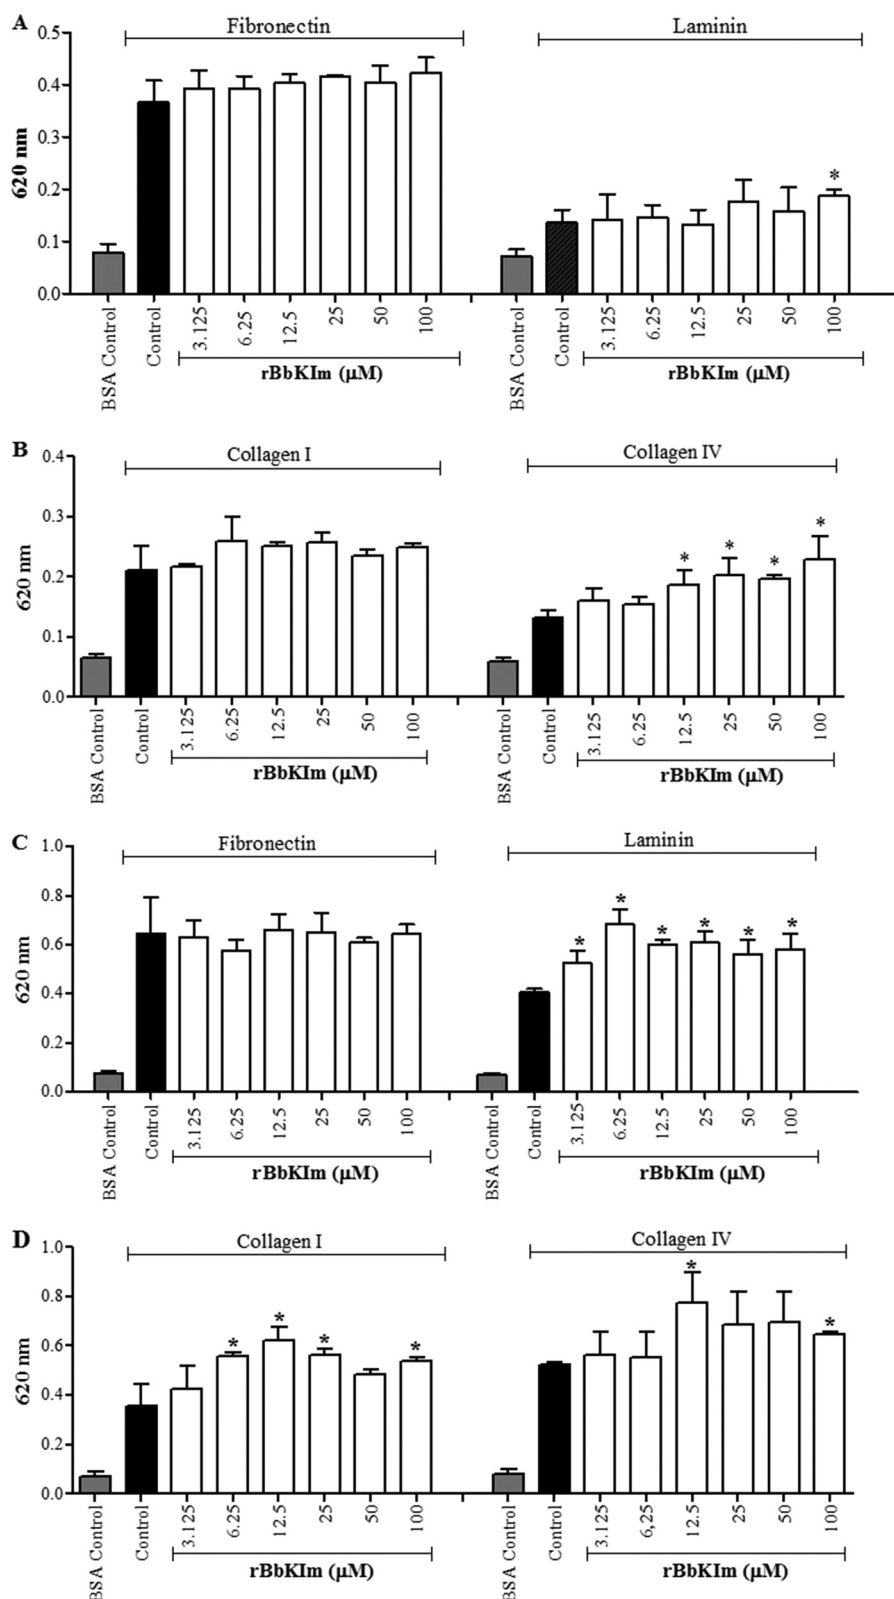 A
Fibronectin
Laminin
0.5
0.4
0.3
0.2
0.1
0.0
620 nm
*
BSA Control
Control
3.125
6.25
12.5
25
50
100
BSA Control
Control
3.125
6.25
12.5
25
50
100
rBbKIm (μM)
rBbKIm (μM)
B
Collagen I
Collagen IV
0.4
0.3
0.2
0.1
0.0
620 nm
* * * *
BSA Control
Control
3.125
6.25
12.5
25
50
100
BSA Control
Control
3.125
6.25
12.5
25
50
100
rBbKIm (μM)
rBbKIm (μM)
C
Fibronectin
Laminin
1.0
0.8
0.6
0.4
0.2
0.0
620 nm
* * * * * *
BSA Control
Control
3.125
6.25
12.5
25
50
100
BSA Control
Control
3.125
6.25
12.5
25
50
100
rBbKIm (μM)
rBbKIm (μM)
D
Collagen I
Collagen IV
1.0
0.8
0.6
0.4
0.2
0.0
620 nm
* * * *
* *
BSA Control
Control
3.125
6.25
12.5
25
50
100
BSA Control
Control
3.125
6,25
12.5
25
50
100
rBbKIm (μM)
rBbKIm (μM)